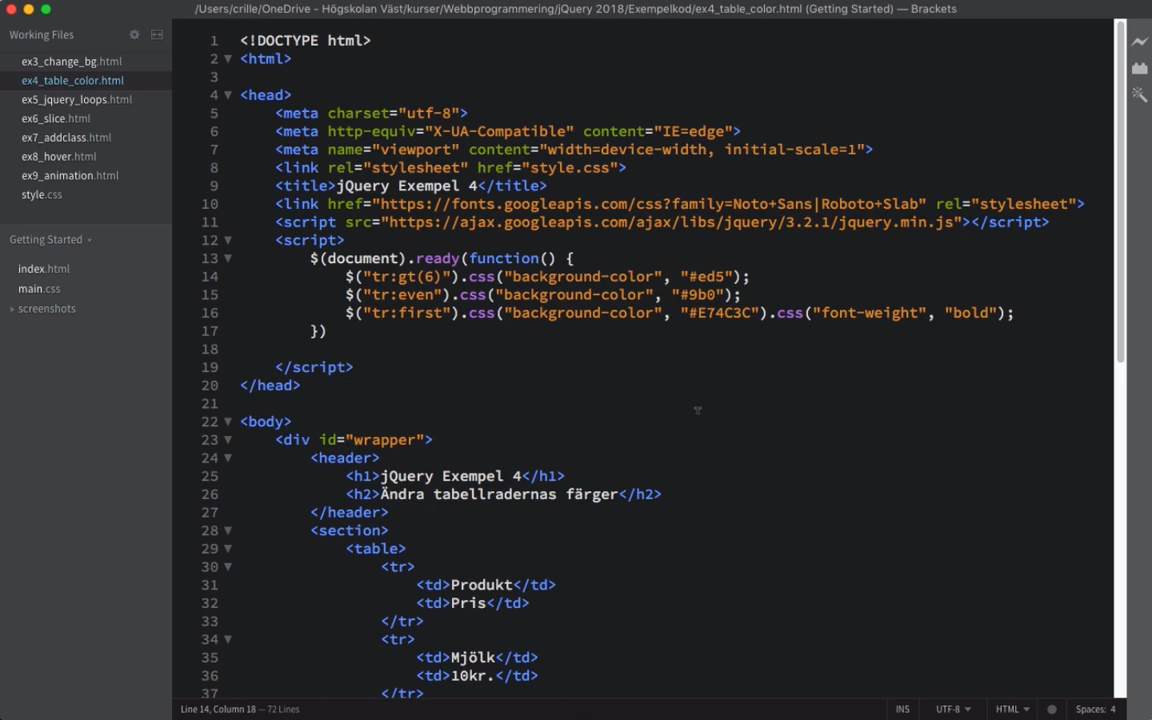 /Users/crille/OneDrive - Högskolan Väst/kurser/Webbprogrammering/jQuery 2018/Exempelkod/ex4_table_color.html (Getting Started) — Brackets
Working Files
ex3_change_bg.html
ex4_table_color.html
ex5_jquery_loops.html
ex6_slice.html
ex7_addclass.html
ex8_hover.html
ex9_animation.html
style.css
Getting Started
index.html
main.css
screenshots
1 <!DOCTYPE html>
2 <html>
3
4 <head>
5 <meta charset="utf-8">
6 <meta http-equiv="X-UA-Compatible" content="IE=edge">
7 <meta name="viewport" content="width=device-width, initial-scale=1">
8 <link rel="stylesheet" href="style.css">
9 <title>jQuery Exempel 4</title>
10 <link href="https://fonts.googleapis.com/css?family=Noto+Sans|Roboto+Slab" rel="stylesheet">
11 <script src="https://ajax.googleapis.com/ajax/libs/jquery/3.2.1/jquery.min.js"></script>
12 <script>
13 $(document).ready(function() {
14 $("tr:gt(6)").css("background-color", "#ed5");
15 $("tr:even").css("background-color", "#9b0");
16 $("tr:first").css("background-color", "#E74C3C").css("font-weight", "bold");
17 })
18
19 </script>
20 </head>
21
22 <body>
23 <div id="wrapper">
24 <header>
25 <h1>jQuery Exempel 4</h1>
26 <h2>Ändra tabellradernas färger</h2>
27 </header>
28 <section>
29 <table>
30 <tr>
31 <td>Produkt</td>
32 <td>Pris</td>
33 </tr>
34 <tr>
35 <td>Mjölk</td>
36 <td>10kr.</td>
37 </tr>
Line 14, Column 18 — 72 Lines
INS
UTF-8
HTML
Spaces: 4